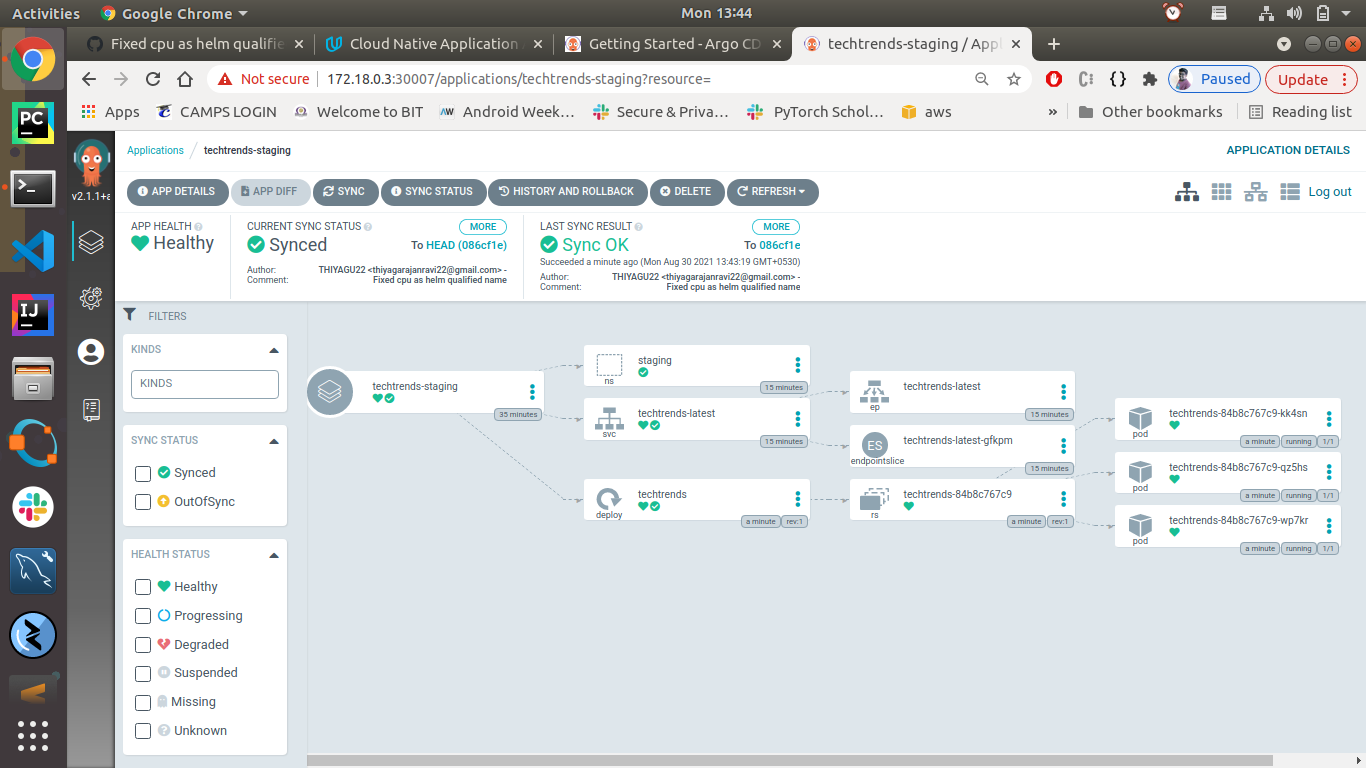 Activities
Google Chrome
Mon 13:44
Fixed cpu as helm qualifie
Cloud Native Application
Getting Started - Argo CD
techtrends-staging / Appl
Not secure
172.18.0.3:30007/applications/techtrends-staging?resource=
Paused
Update
Apps
CAMPS LOGIN
Welcome to BIT
AW
Android Week…
Secure & Priva…
PyTorch Schol…
aws
»
Other bookmarks
Reading list
PC
IJ
v2.1.1+a
Applications
techtrends-staging
APPLICATION DETAILS
APP DETAILS
APP DIFF
SYNC
SYNC STATUS
HISTORY AND ROLLBACK
DELETE
REFRESH
Log out
APP HEALTH
Healthy
CURRENT SYNC STATUS
MORE
Synced
To HEAD (086cf1e)
Author: THIYAGU22 <thiyagarajanravi22@gmail.com> -
Comment: Fixed cpu as helm qualified name
LAST SYNC RESULT
MORE
Sync OK
To 086cf1e
Succeeded a minute ago (Mon Aug 30 2021 13:43:19 GMT+0530)
Author: THIYAGU22 <thiyagarajanravi22@gmail.com> -
Comment: Fixed cpu as helm qualified name
FILTERS
KINDS
KINDS
SYNC STATUS
Synced
OutOfSync
HEALTH STATUS
Healthy
Progressing
Degraded
Suspended
Missing
Unknown
techtrends-staging
35 minutes
staging
ns
15 minutes
techtrends-latest
svc
15 minutes
techtrends
deploy
a minute
rev:1
techtrends-latest
ep
15 minutes
ES
techtrends-latest-gfkpm
endpointslice
15 minutes
techtrends-84b8c767c9
rs
a minute
rev:1
techtrends-84b8c767c9-kk4sn
pod
a minute
running
1/1
techtrends-84b8c767c9-qz5hs
pod
a minute
running
1/1
techtrends-84b8c767c9-wp7kr
pod
a minute
running
1/1